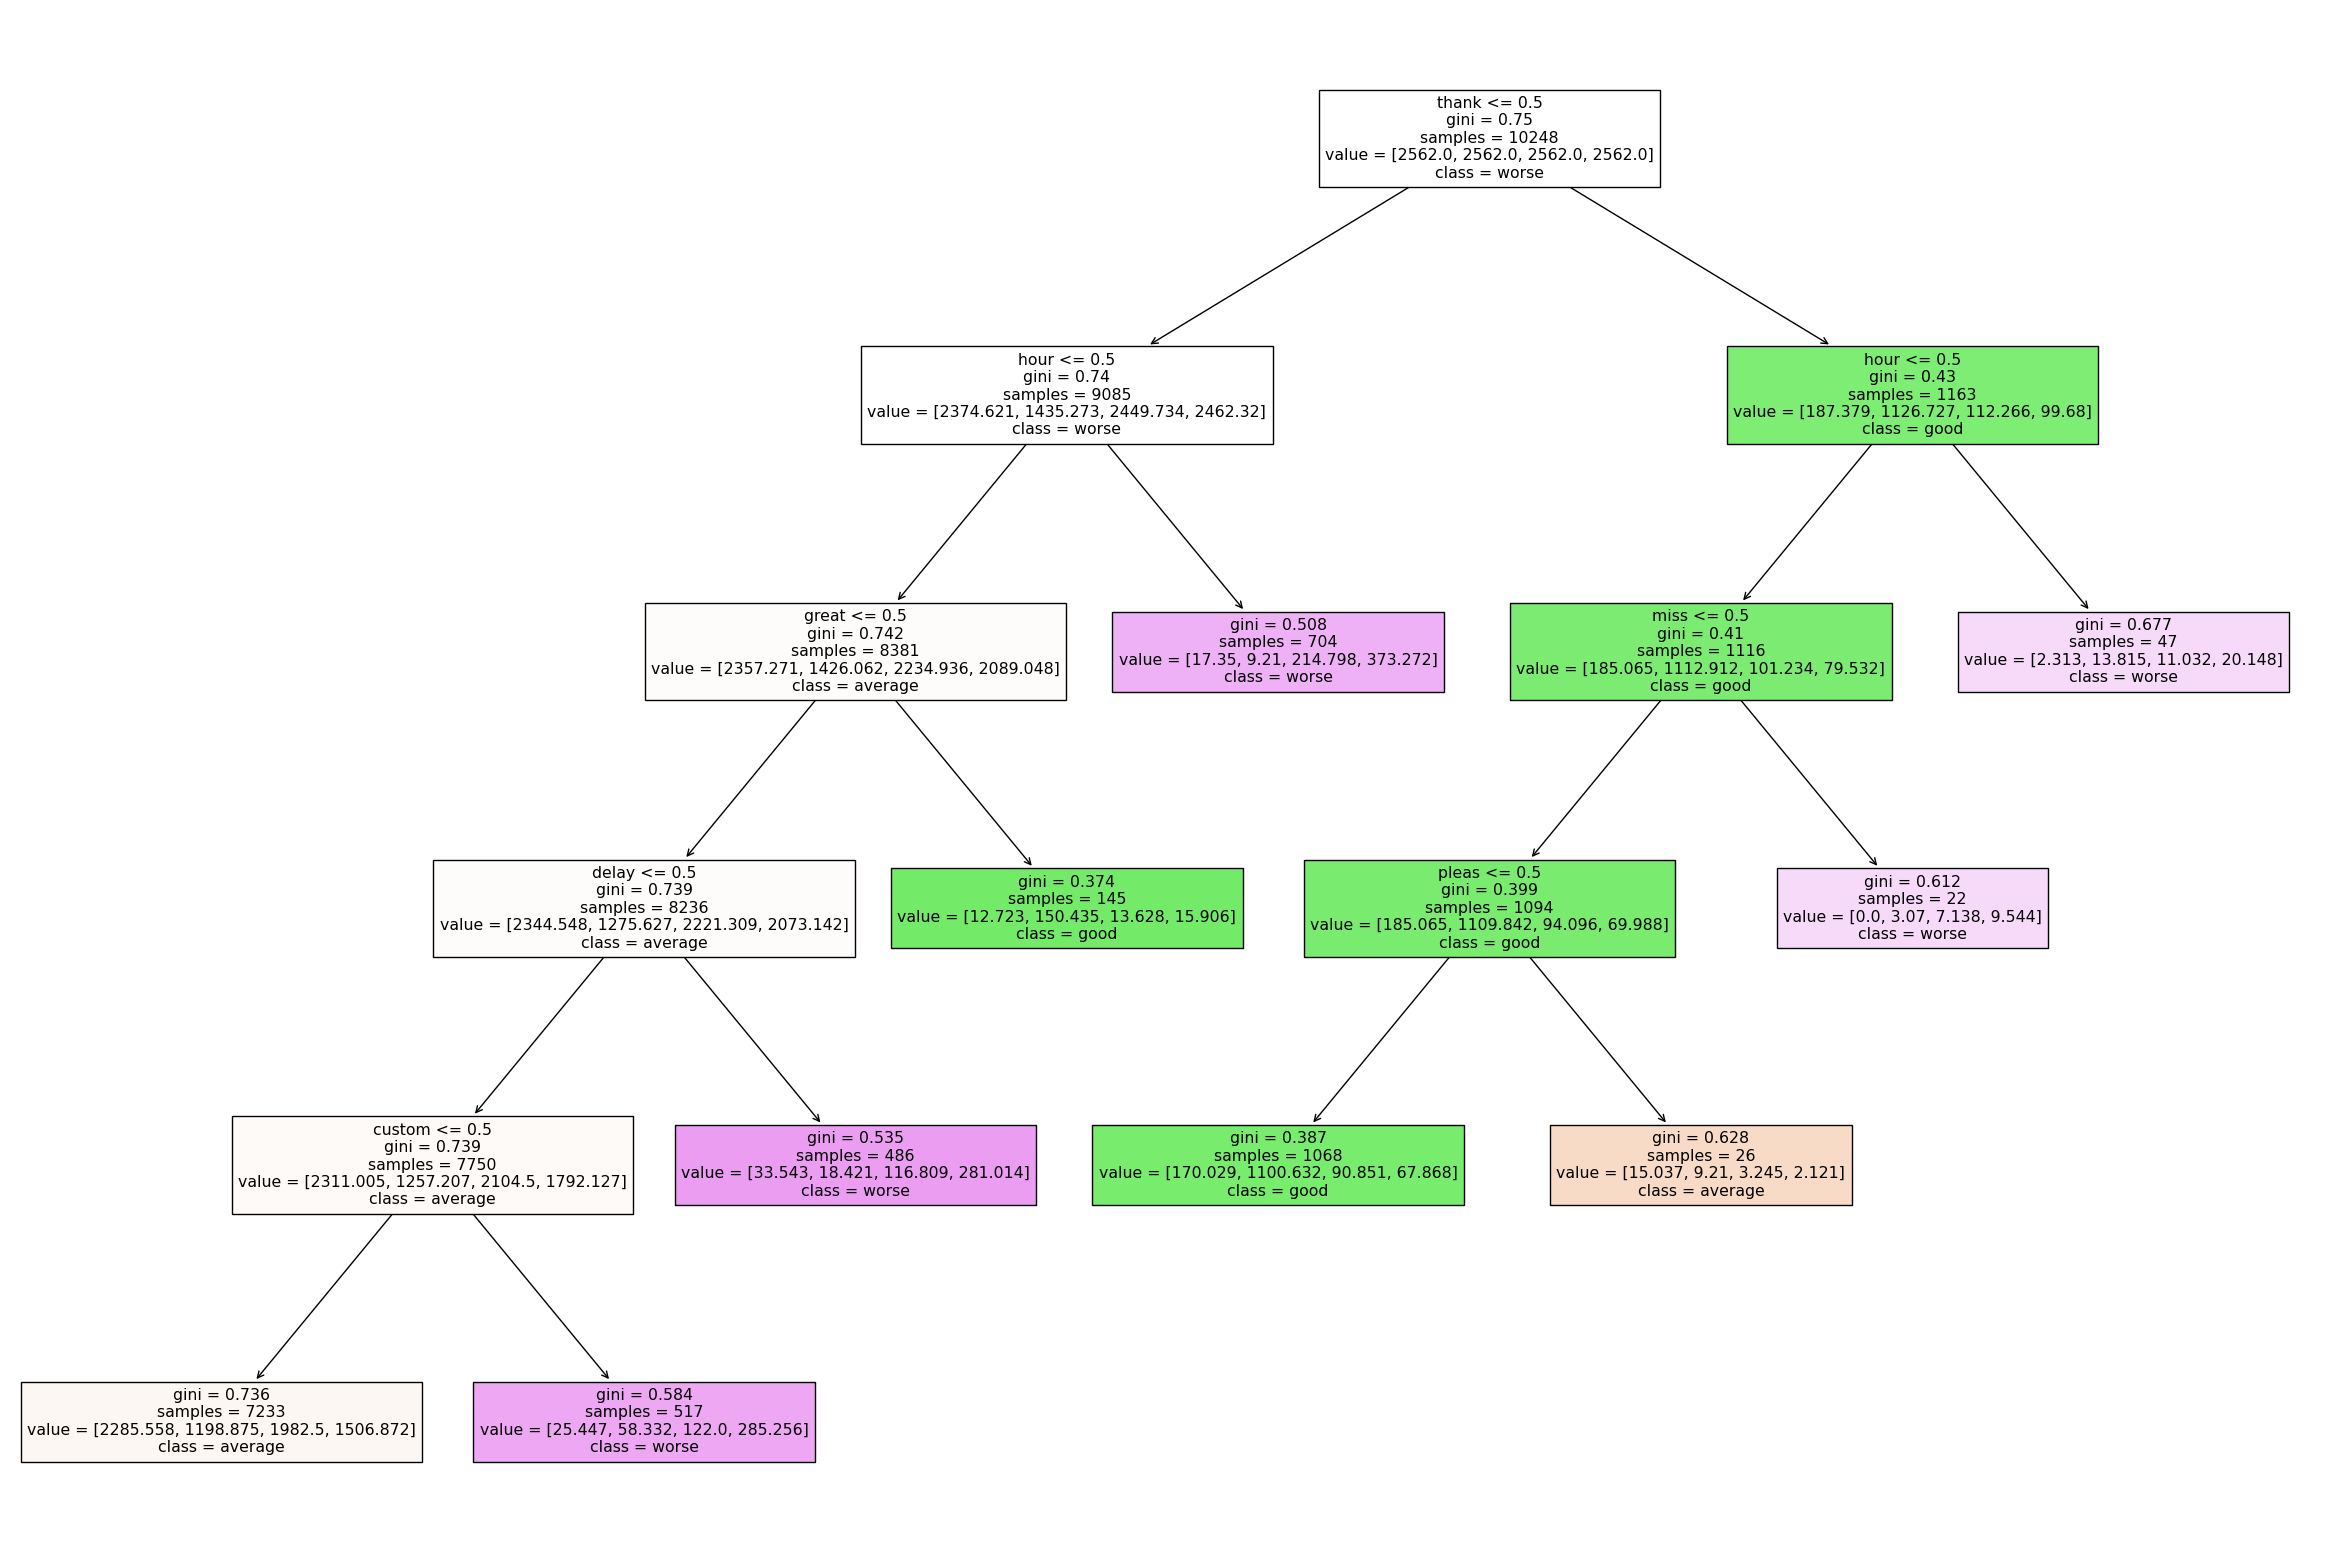 thank <= 0.5
gini = 0.75
samples = 10248
value = [2562.0, 2562.0, 2562.0, 2562.0]
class = worse
hour <= 0.5
gini = 0.74
samples = 9085
value = [2374.621, 1435.273, 2449.734, 2462.32]
class = worse
hour <= 0.5
gini = 0.43
samples = 1163
value = [187.379, 1126.727, 112.266, 99.68]
class = good
great <= 0.5
gini = 0.742
samples = 8381
value = [2357.271, 1426.062, 2234.936, 2089.048]
class = average
gini = 0.508
samples = 704
value = [17.35, 9.21, 214.798, 373.272]
class = worse
miss <= 0.5
gini = 0.41
samples = 1116
value = [185.065, 1112.912, 101.234, 79.532]
class = good
gini = 0.677
samples = 47
value = [2.313, 13.815, 11.032, 20.148]
class = worse
delay <= 0.5
gini = 0.739
samples = 8236
value = [2344.548, 1275.627, 2221.309, 2073.142]
class = average
gini = 0.374
samples = 145
value = [12.723, 150.435, 13.628, 15.906]
class = good
pleas <= 0.5
gini = 0.399
samples = 1094
value = [185.065, 1109.842, 94.096, 69.988]
class = good
gini = 0.612
samples = 22
value = [0.0, 3.07, 7.138, 9.544]
class = worse
custom <= 0.5
gini = 0.739
samples = 7750
value = [2311.005, 1257.207, 2104.5, 1792.127]
class = average
gini = 0.535
samples = 486
value = [33.543, 18.421, 116.809, 281.014]
class = worse
gini = 0.387
samples = 1068
value = [170.029, 1100.632, 90.851, 67.868]
class = good
gini = 0.628
samples = 26
value = [15.037, 9.21, 3.245, 2.121]
class = average
gini = 0.736
samples = 7233
value = [2285.558, 1198.875, 1982.5, 1506.872]
class = average
gini = 0.584
samples = 517
value = [25.447, 58.332, 122.0, 285.256]
class = worse